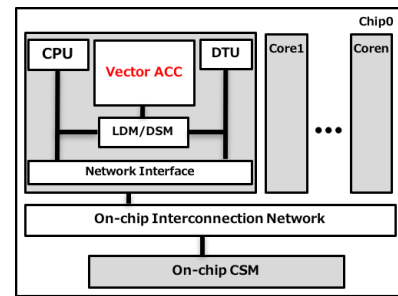 Chip0
CPU
Vector ACC
DTU
Core1
Coren
LDM/DSM
Network Interface
On-chip Interconnection Network
On-chip CSM